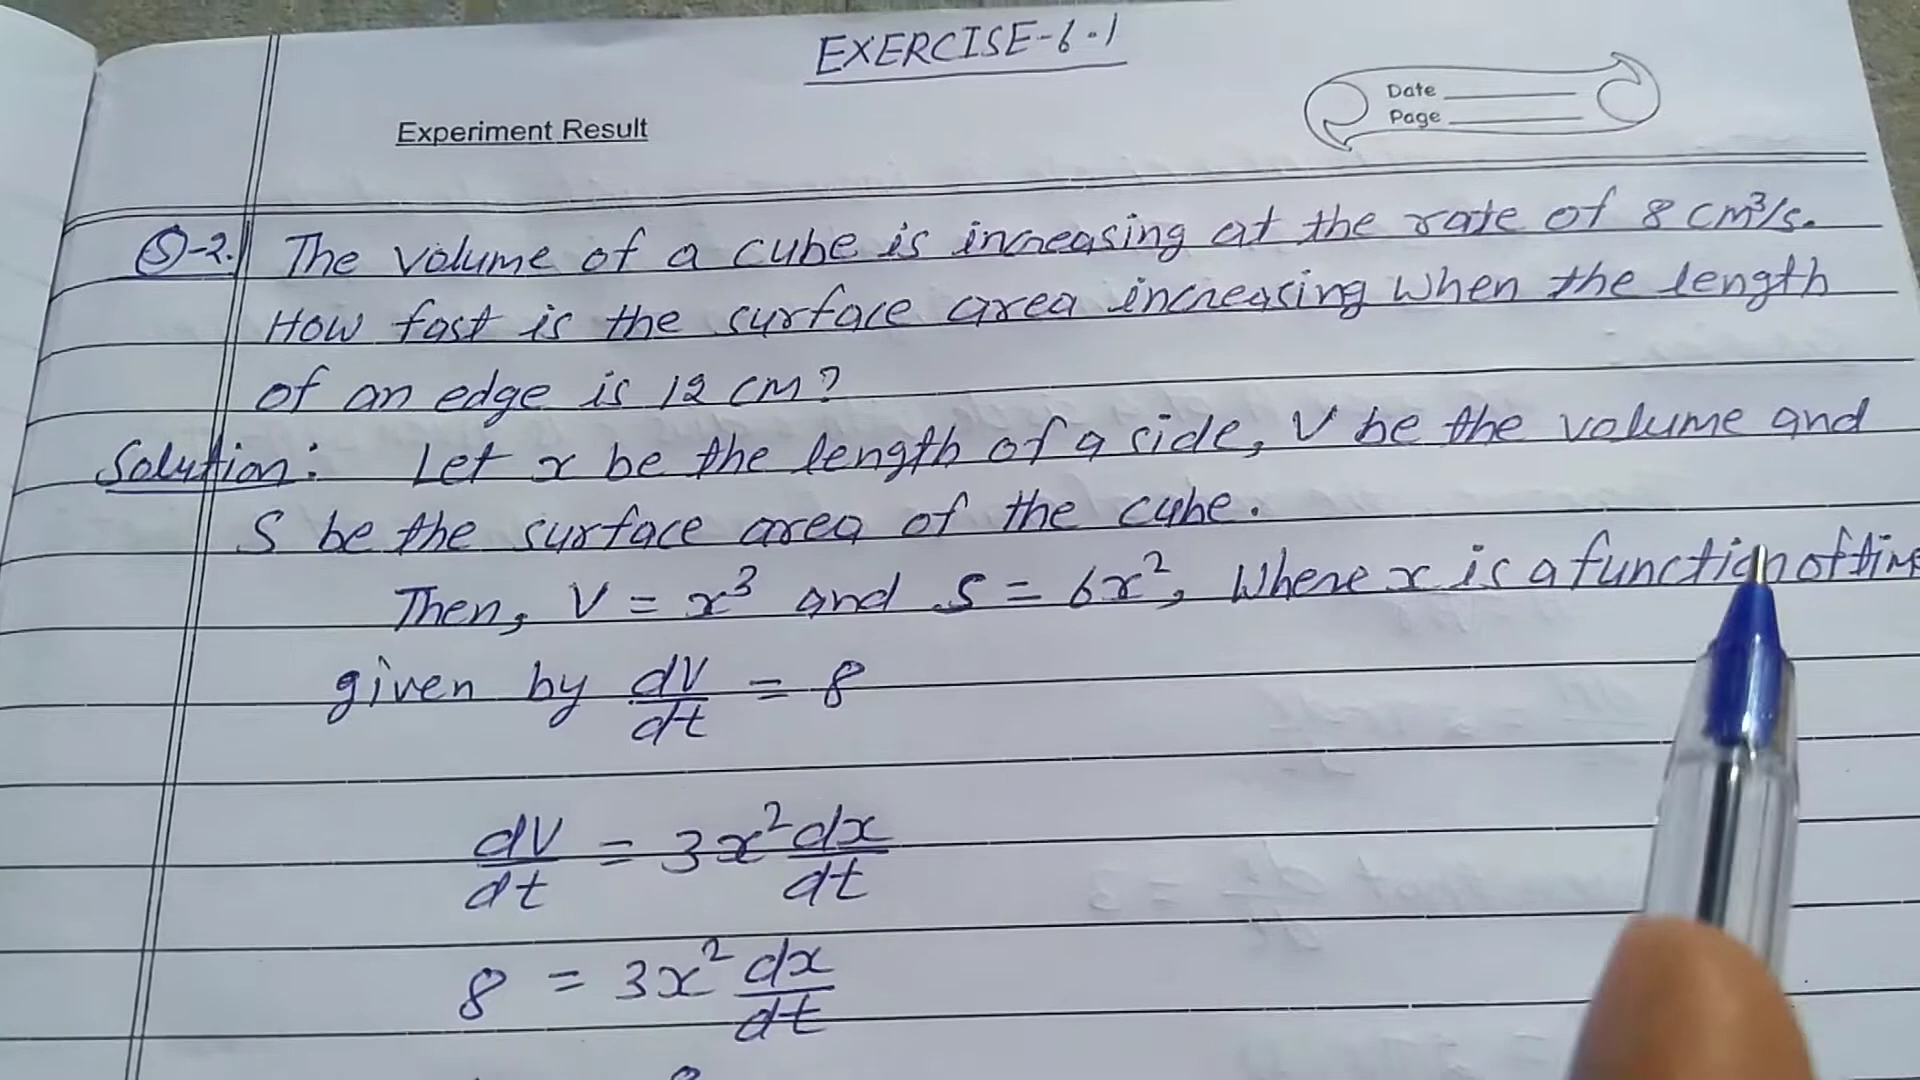 EXERCISE-6.1
Date
Page
Experiment Result
Q-2. The volume of a cube is increasing at the rate of 8 cm³/s.
How fast is the surface area increasing when the length
of an edge is 12 cm?
Solution: Let x be the length of a side, V be the volume and
S be the surface area of the cube.
Then, V = x³ and S = 6x², Where x is a function of time
given by dV/dt = 8
dV/dt = 3x² dx/dt
8 = 3x² dx/dt